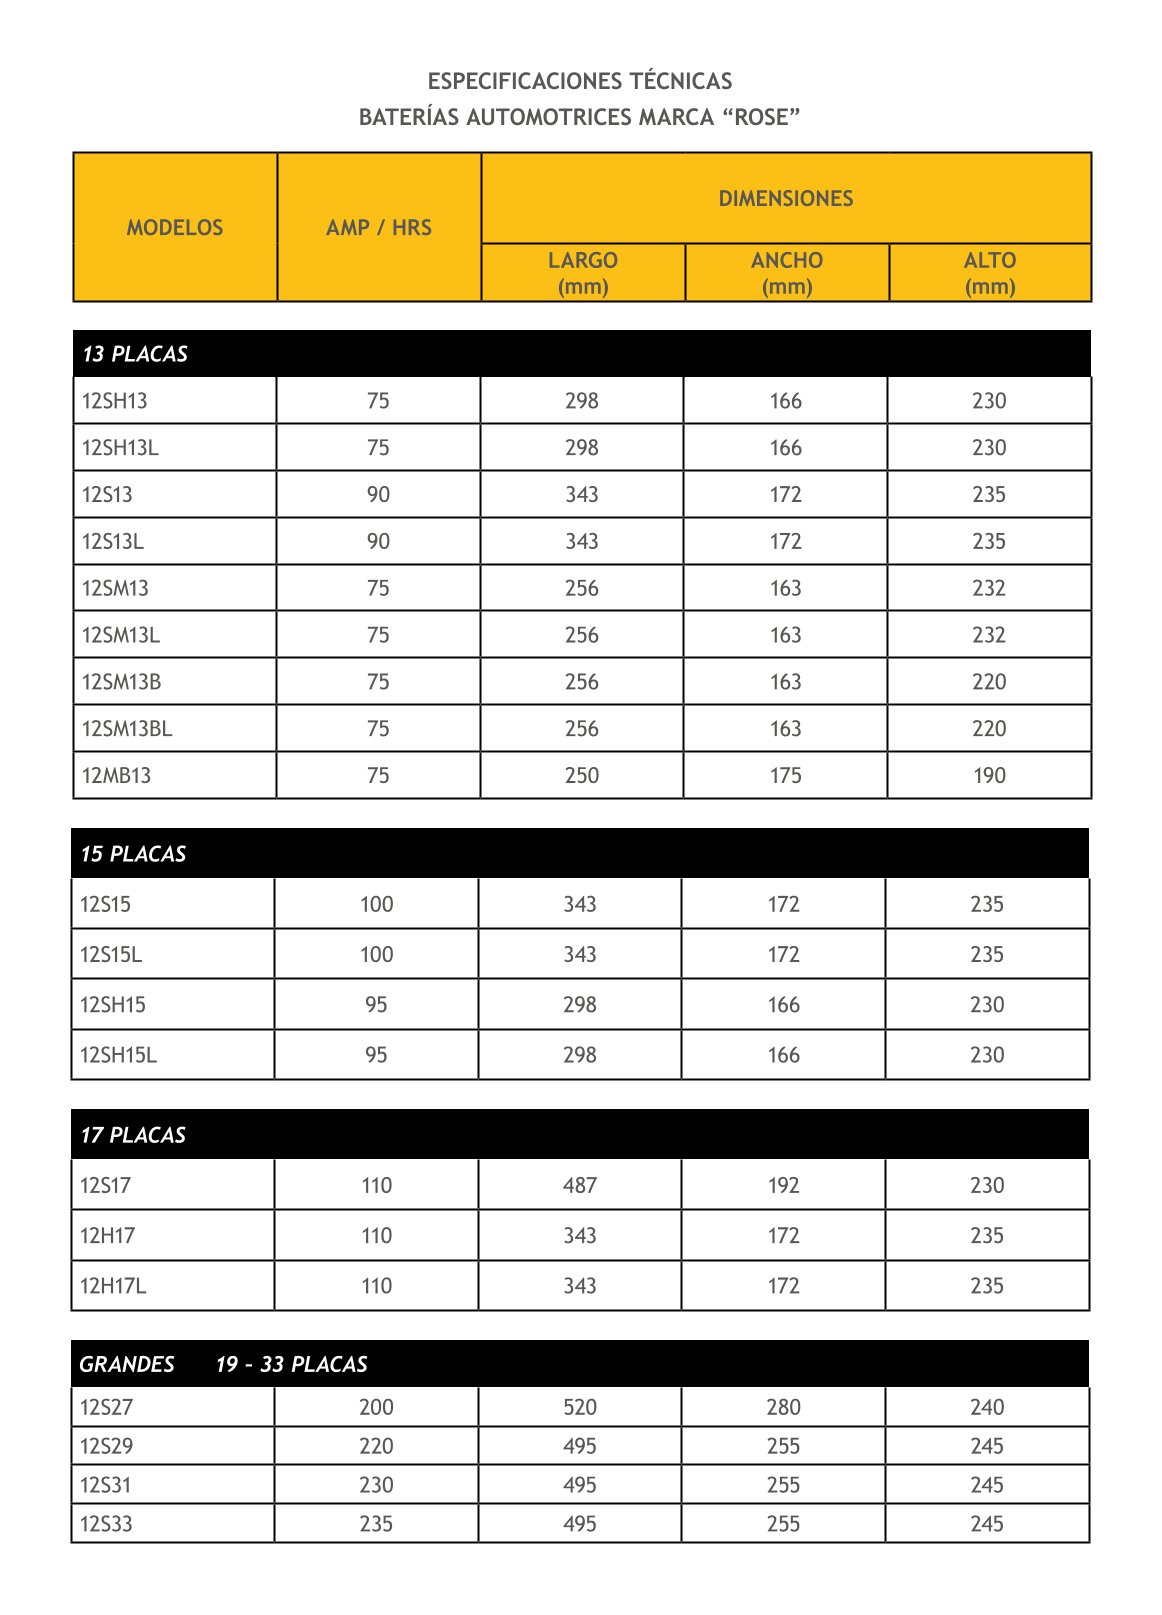 ESPECIFICACIONES TÉCNICAS
BATERÍAS AUTOMOTRICES MARCA “ROSE”
MODELOS AMP / HRS DIMENSIONES
LARGO (mm) ANCHO (mm) ALTO (mm)
13 PLACAS
12SH13 75 298 166 230
12SH13L 75 298 166 230
12S13 90 343 172 235
12S13L 90 343 172 235
12SM13 75 256 163 232
12SM13L 75 256 163 232
12SM13B 75 256 163 220
12SM13BL 75 256 163 220
12MB13 75 250 175 190
15 PLACAS
12S15 100 343 172 235
12S15L 100 343 172 235
12SH15 95 298 166 230
12SH15L 95 298 166 230
17 PLACAS
12S17 110 487 192 230
12H17 110 343 172 235
12H17L 110 343 172 235
GRANDES 19 – 33 PLACAS
12S27 200 520 280 240
12S29 220 495 255 245
12S31 230 495 255 245
12S33 235 495 255 245